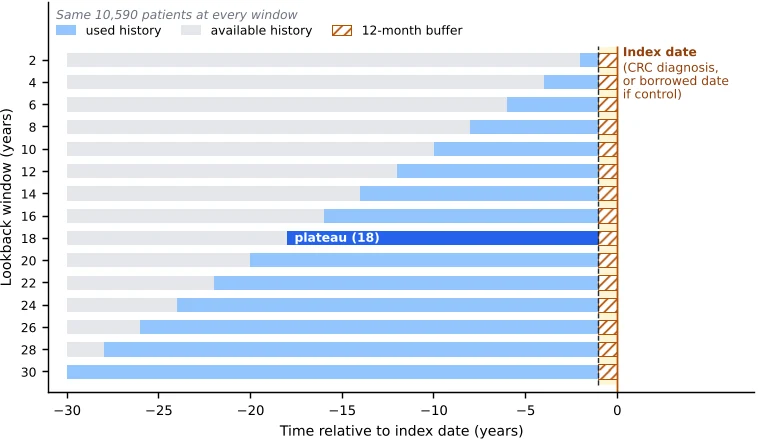 Same 10,590 patients at every window
used history available history 12-month buffer
Index date
(CRC diagnosis,
or borrowed date
if control)
Lookback window (years)
2
4
6
8
10
12
14
16
18
plateau (18)
20
22
24
26
28
30
−30 −25 −20 −15 −10 −5 0
Time relative to index date (years)